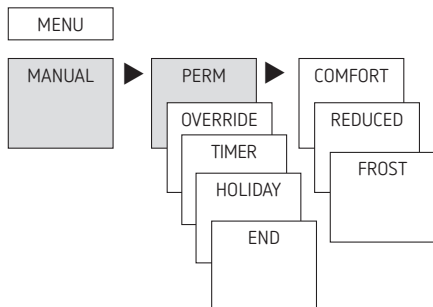 MENU
MANUAL
PERM
COMFORT
OVERRIDE
REDUCED
TIMER
FROST
HOLIDAY
END